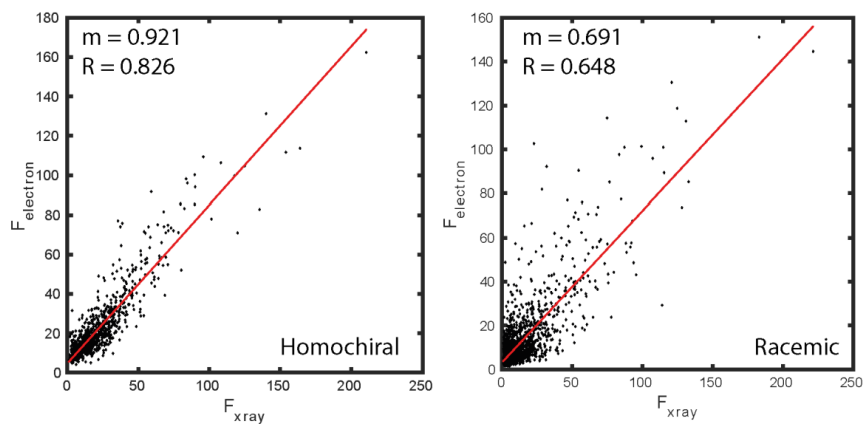 m = 0.921
R = 0.826
180
160
140
120
100
80
60
40
20
0
F electron
Homochiral
0 50 100 150 200 250
F xray
m = 0.691
R = 0.648
160
140
120
100
80
60
40
20
0
F electron
Racemic
0 50 100 150 200 250
F xray